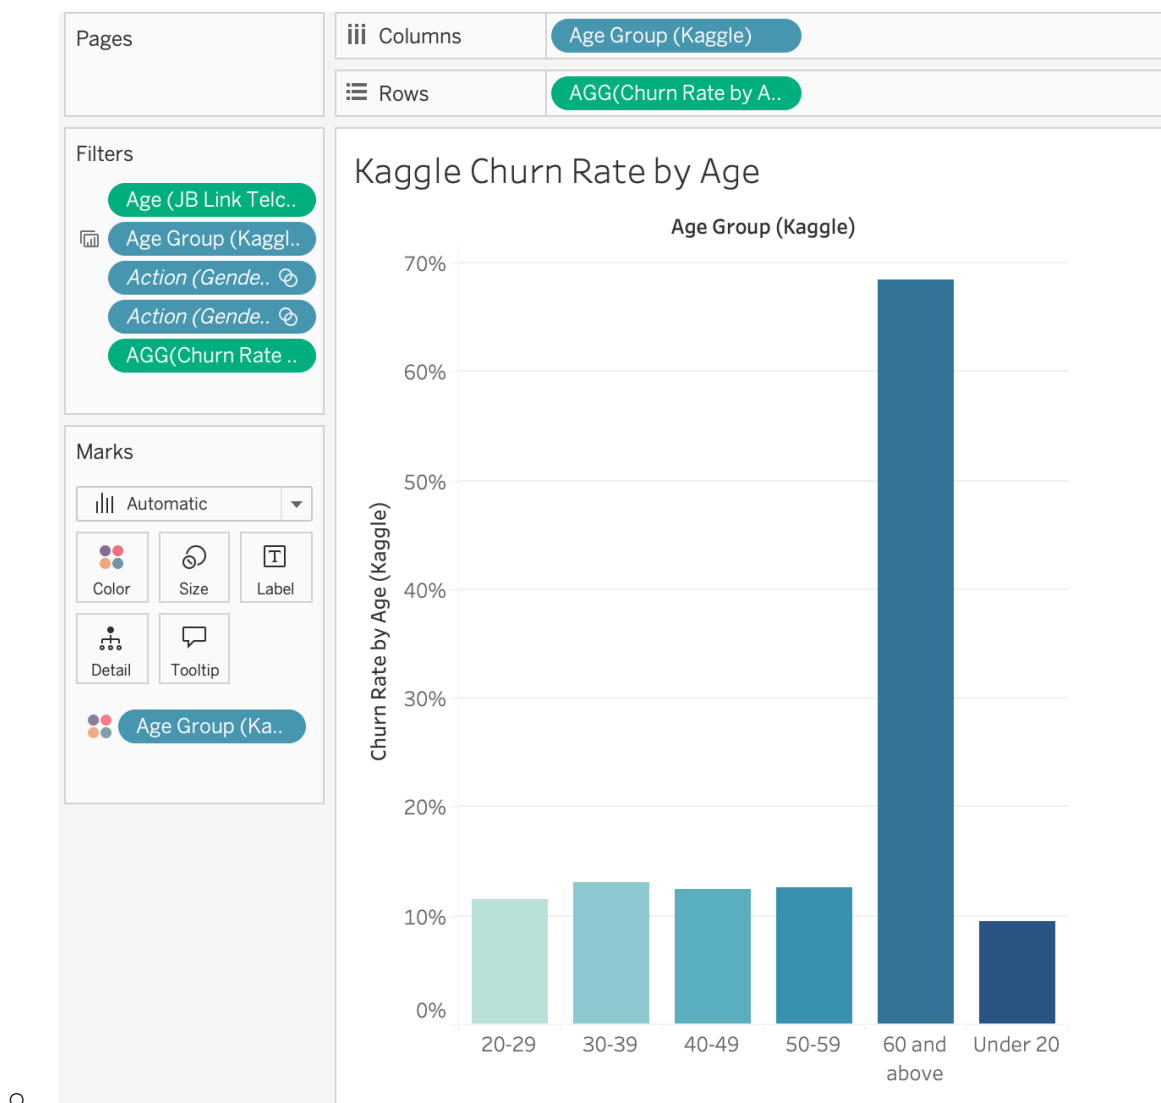 Pages
Columns
Age Group (Kaggle)
Rows
AGG(Churn Rate by A..
Filters
Age (JB Link Telc..
Age Group (Kaggl..
Action (Gende..
Action (Gende..
AGG(Churn Rate ..
Marks
Automatic
Color
Size
T
Label
Detail
Tooltip
Age Group (Ka..
Kaggle Churn Rate by Age
Age Group (Kaggle)
Churn Rate by Age (Kaggle)
70%
60%
50%
40%
30%
20%
10%
0%
20-29
30-39
40-49
50-59
60 and
above
Under 20